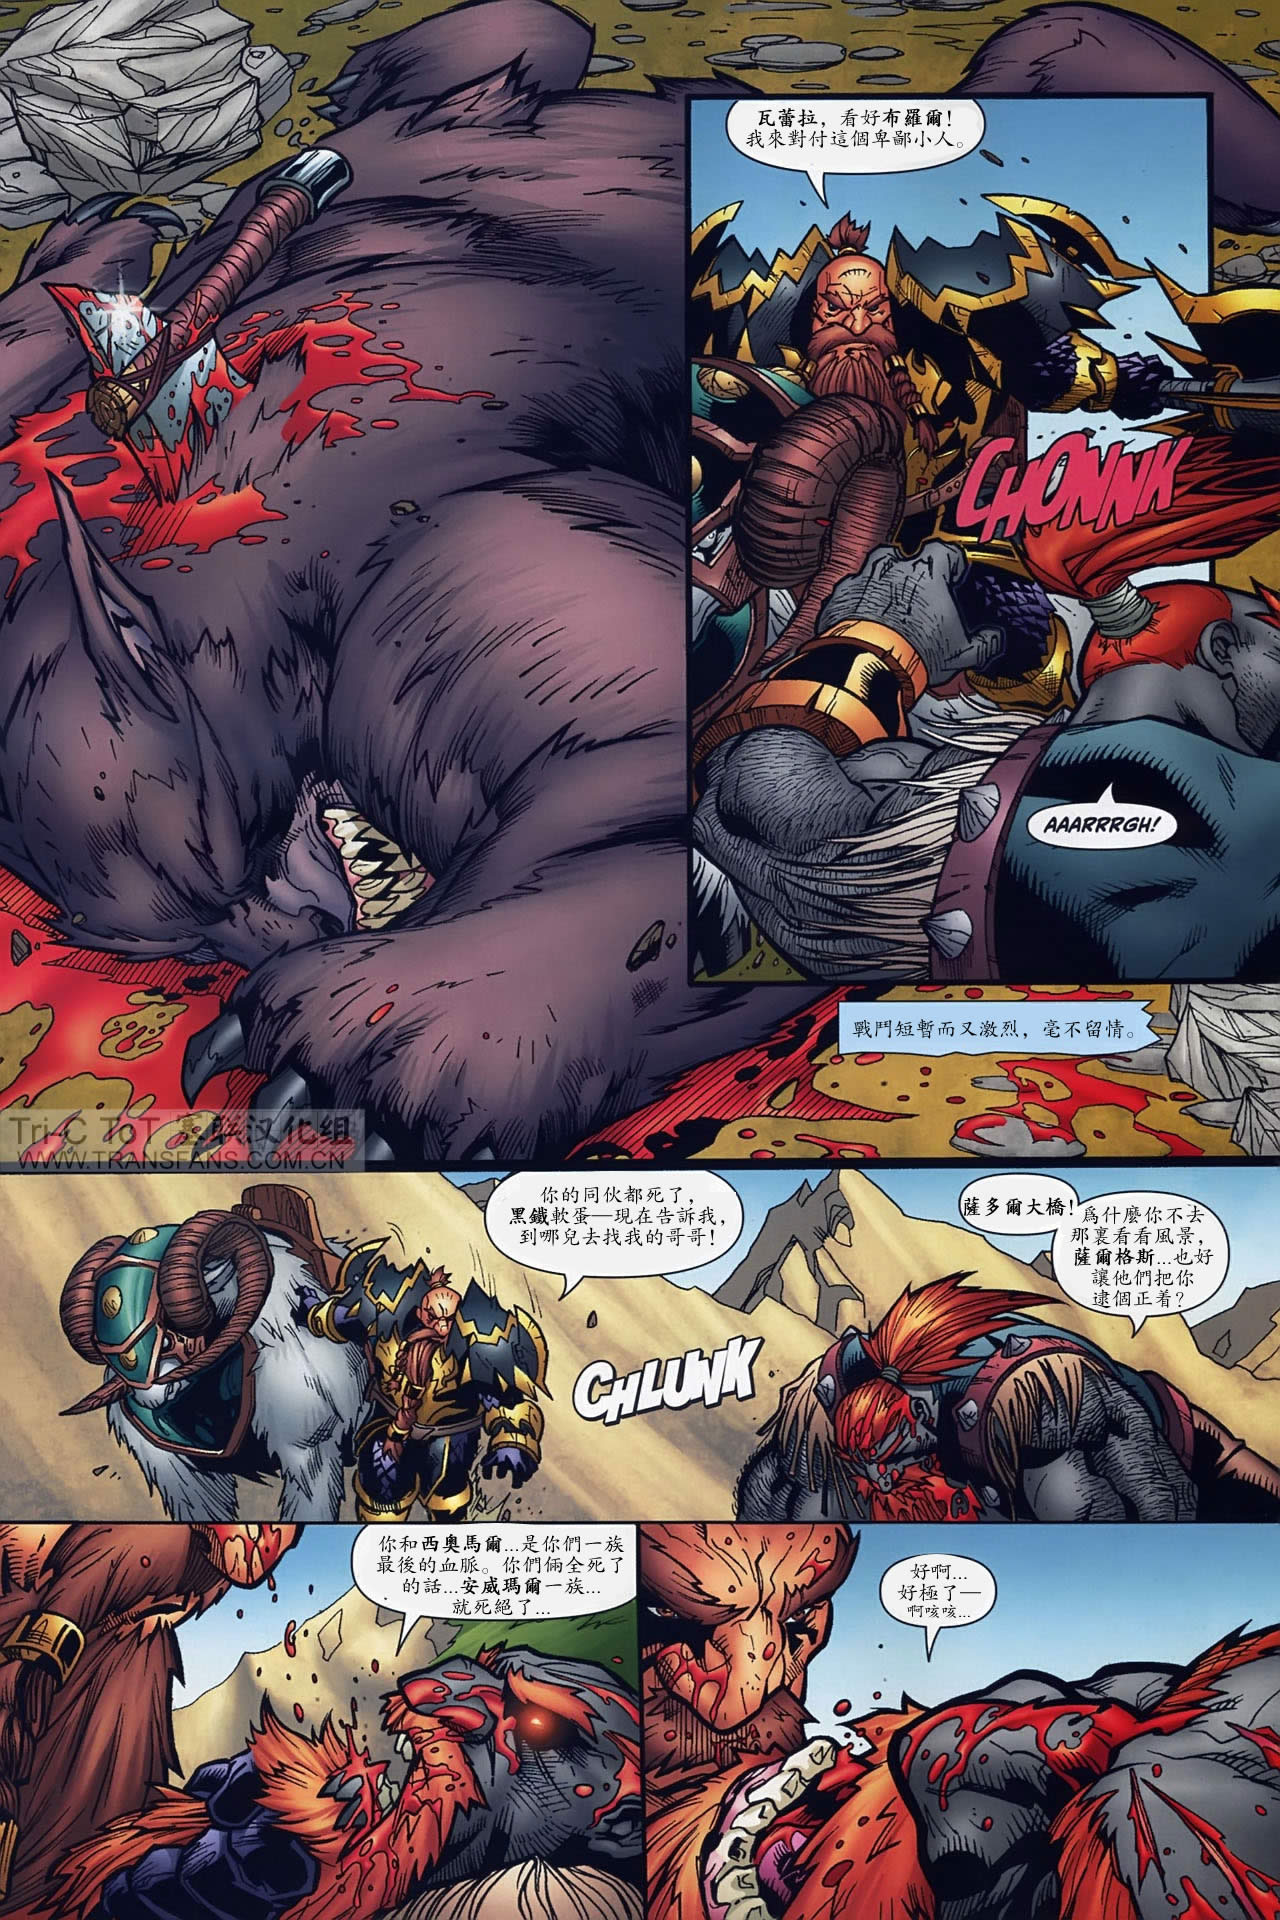 瓦蕾拉，看好布羅爾！
我來對付這個卑鄙小人。
CHONNK
AAARRRGH!
戰鬥短暫而又激烈，毫不留情。
Tri-C ToT 基联汉化组
WWW.TRANSFANS.COM.CN
你的同伙都死了，
黑鐵軟蛋—現在告訴我，
到哪兒去找我的哥哥！
CHLUNK
薩多爾大橋！
爲什麼你不去
那裏看看風景，
薩爾格斯...也好
讓他們把你
逮個正着？
你和西奧馬爾...是你們一族
最後的血脈。你們倆全死了
的話...安威瑪爾一族...
就死絕了...
好啊...
好極了—
啊咳咳...